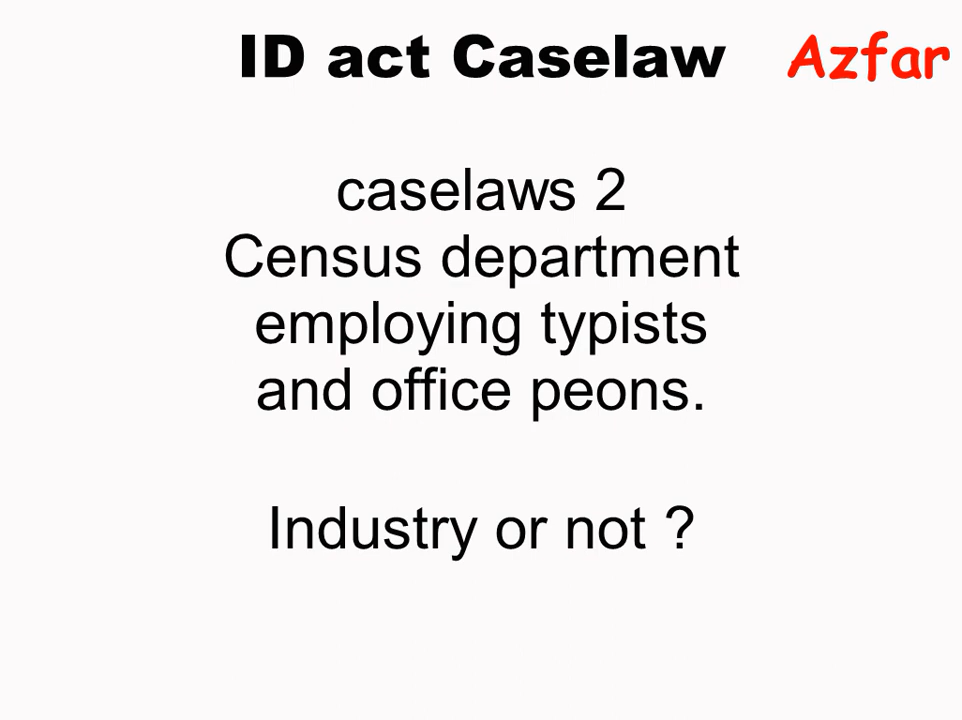 ID act Caselaw Azfar
caselaws 2
Census department
employing typists
and office peons.
Industry or not ?